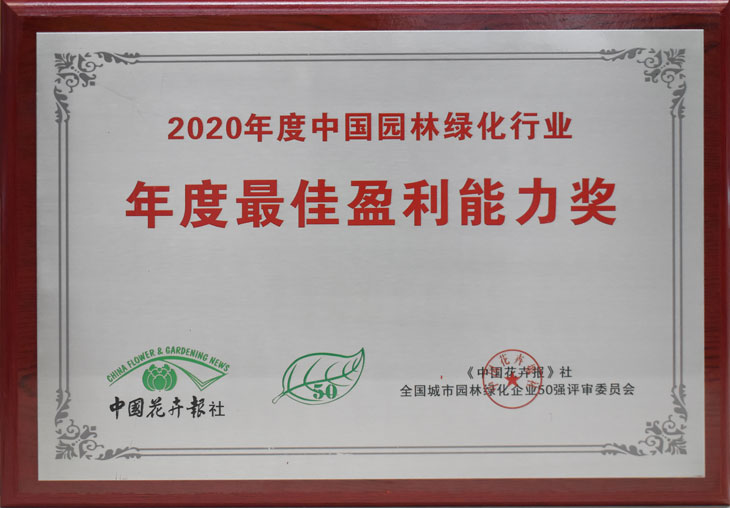 2020年度中国园林绿化行业
年度最佳盈利能力奖
CHINA FLOWER & GARDENING NEWS
中國花卉報社
50
《中国花卉报》社
全国城市园林绿化企业50强评审委员会